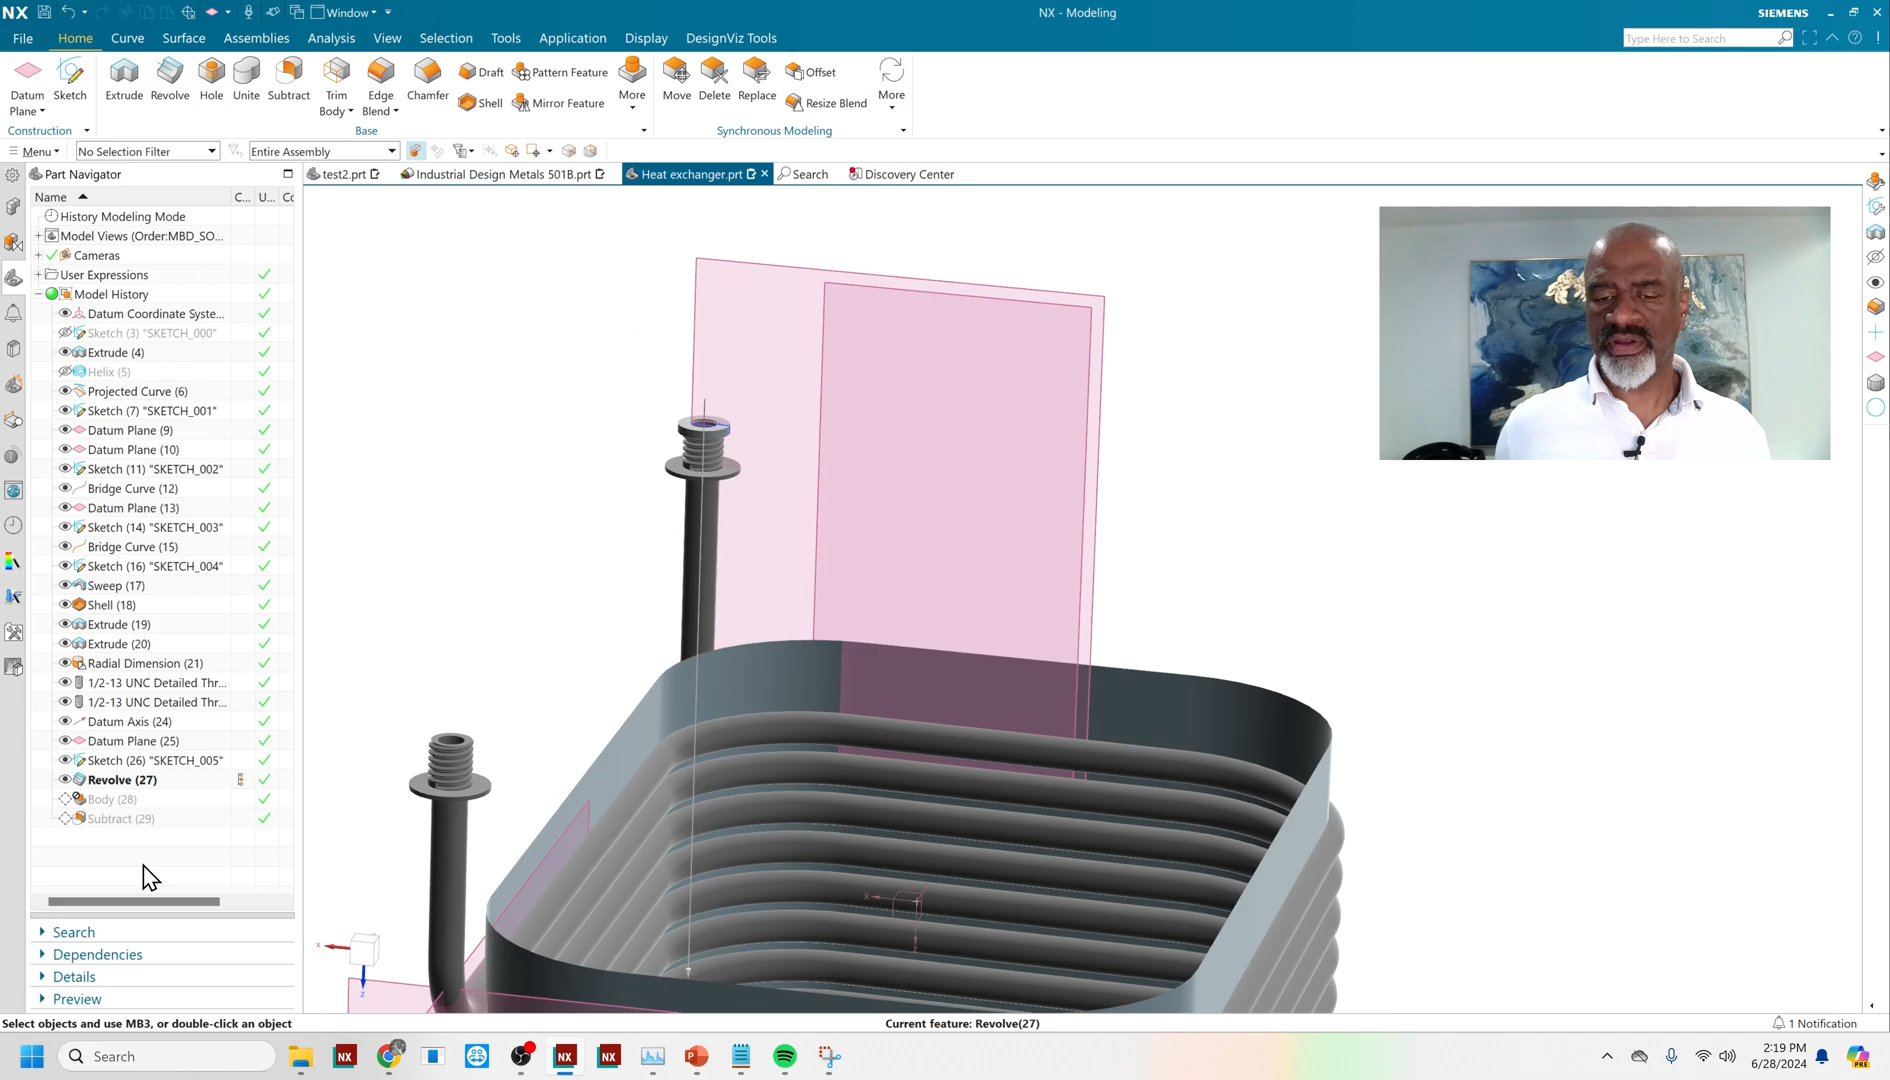 NX
Window
NX - Modeling
SIEMENS
File Home Curve Surface Assemblies Analysis View Selection Tools Application Display DesignViz Tools
Type Here to Search
Datum Plane
Sketch
Extrude
Revolve
Hole
Unite
Subtract
Trim Body
Edge Blend
Chamfer
Draft
Shell
Pattern Feature
Mirror Feature
More
Move
Delete
Replace
Offset
Resize Blend
More
Construction
Base
Synchronous Modeling
Menu
No Selection Filter
Entire Assembly
Part Navigator
test2.prt
Industrial Design Metals 501B.prt
Heat exchanger.prt
Search
Discovery Center
Name C... U... Cc
History Modeling Mode
Model Views (Order:MBD_SO...
Cameras
User Expressions
Model History
Datum Coordinate Syste...
Sketch (3) "SKETCH_000"
Extrude (4)
Helix (5)
Projected Curve (6)
Sketch (7) "SKETCH_001"
Datum Plane (9)
Datum Plane (10)
Sketch (11) "SKETCH_002"
Bridge Curve (12)
Datum Plane (13)
Sketch (14) "SKETCH_003"
Bridge Curve (15)
Sketch (16) "SKETCH_004"
Sweep (17)
Shell (18)
Extrude (19)
Extrude (20)
Radial Dimension (21)
1/2-13 UNC Detailed Thr...
1/2-13 UNC Detailed Thr...
Datum Axis (24)
Datum Plane (25)
Sketch (26) "SKETCH_005"
Revolve (27)
Body (28)
Subtract (29)
Search
Dependencies
Details
Preview
X
Z
X
Z
Select objects and use MB3, or double-click an object
Current feature: Revolve(27)
1 Notification
Search
NX
NX
NX
2:19 PM
6/28/2024
PRE